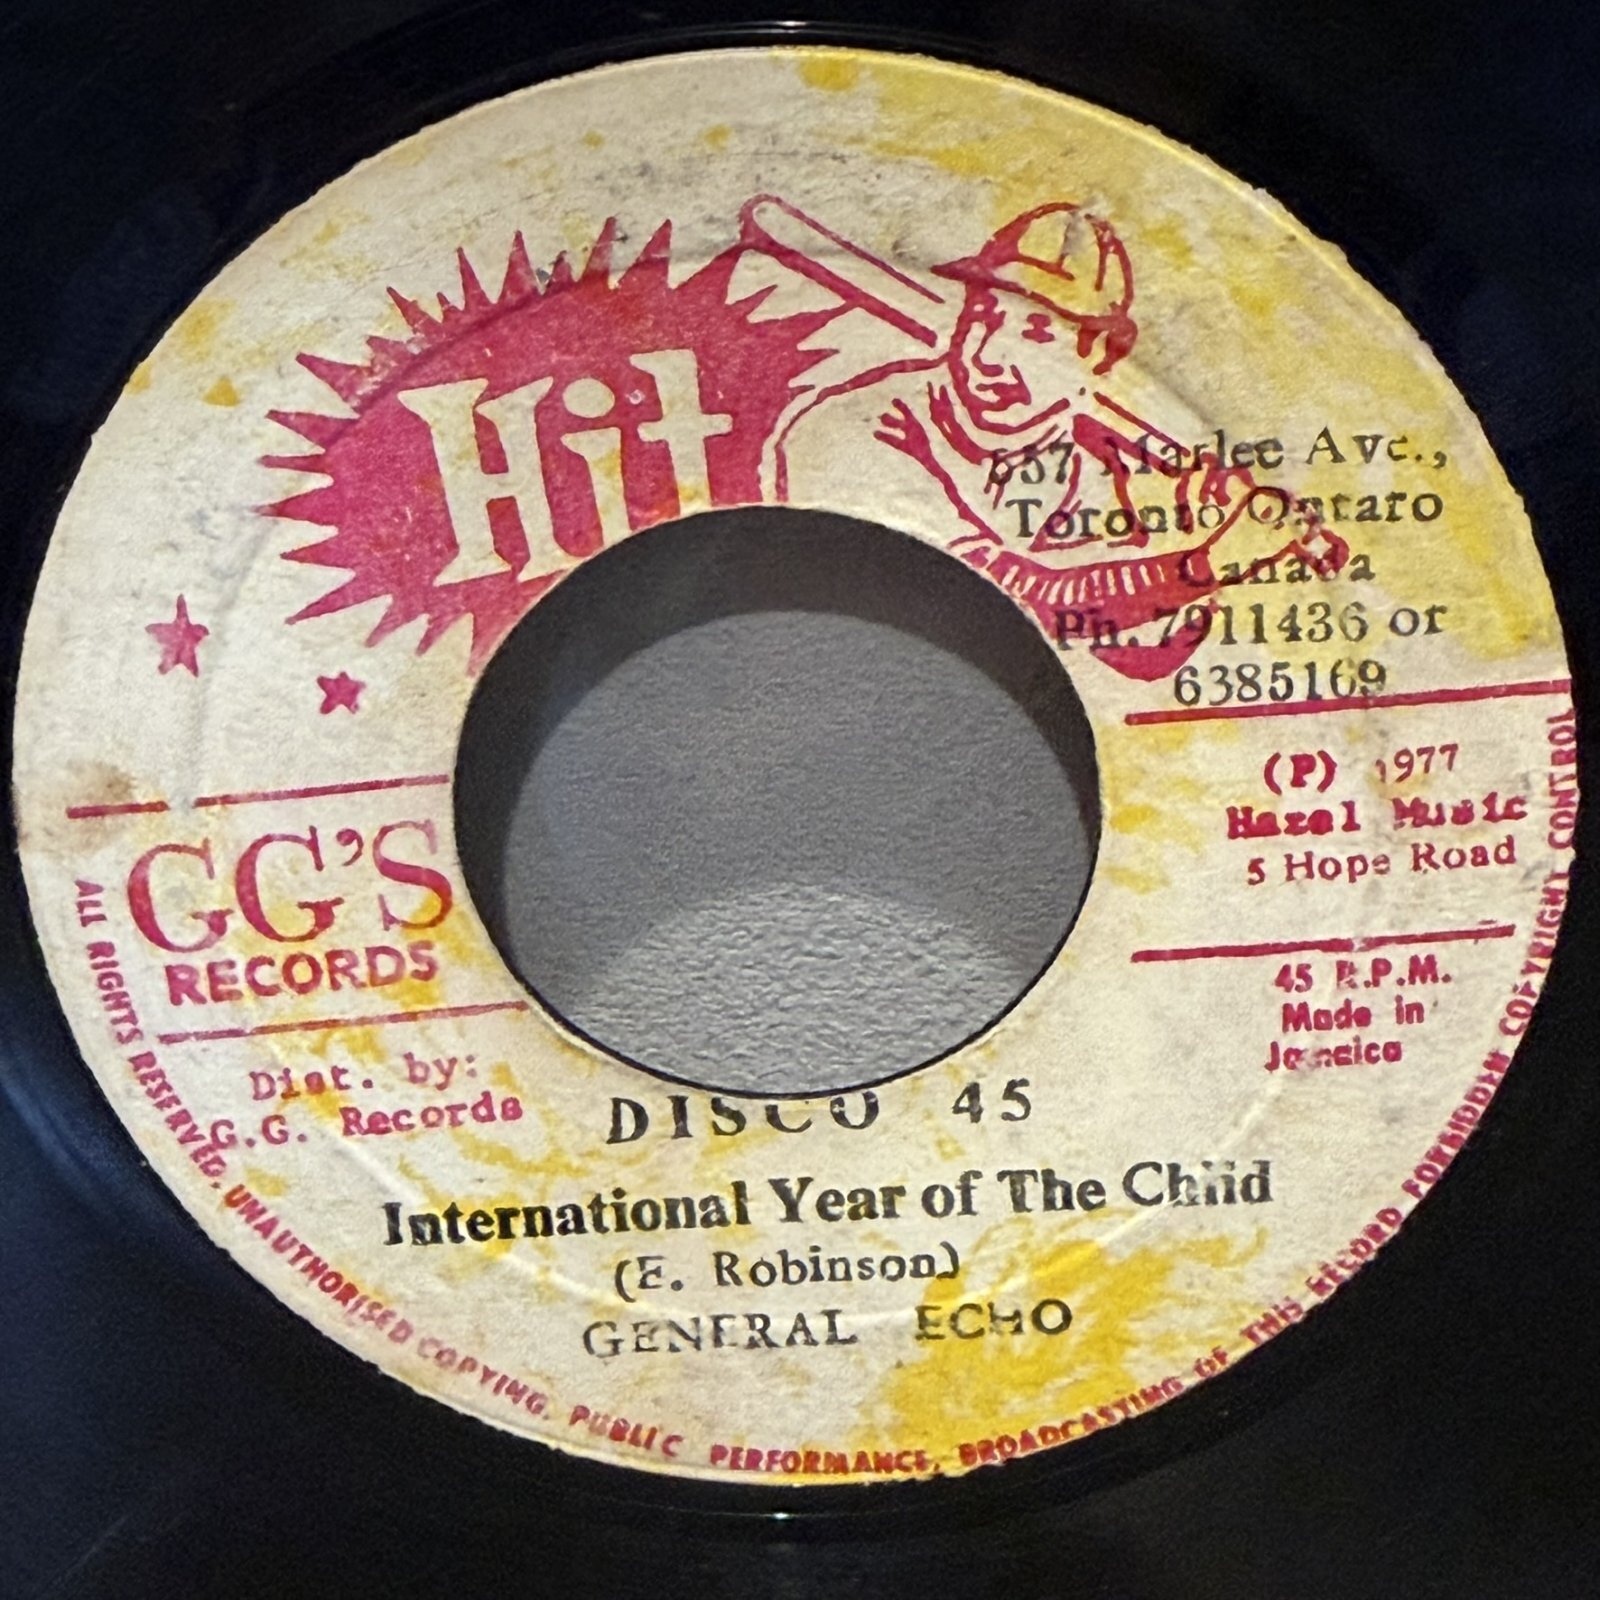 Hit
Marlee Ave.,
Toronto Ontaro
Canada
Ph. 7911436 or
6385169
(P) 1977
Hazel Music
5 Hope Road
GG'S
RECORDS
45 R.P.M.
Made in
Jamaica
Dist. by:
G.G. Records
DISCO 45
International Year of The Chiid
(E. Robinson)
GENERAL ECHO
ALL RIGHTS RESERVED. UNAUTHORISED COPYING. PUBLIC PERFORMANCE. BROADCASTING OF THIS RECORD FORBIDDEN COPYRIGHT CONTROL